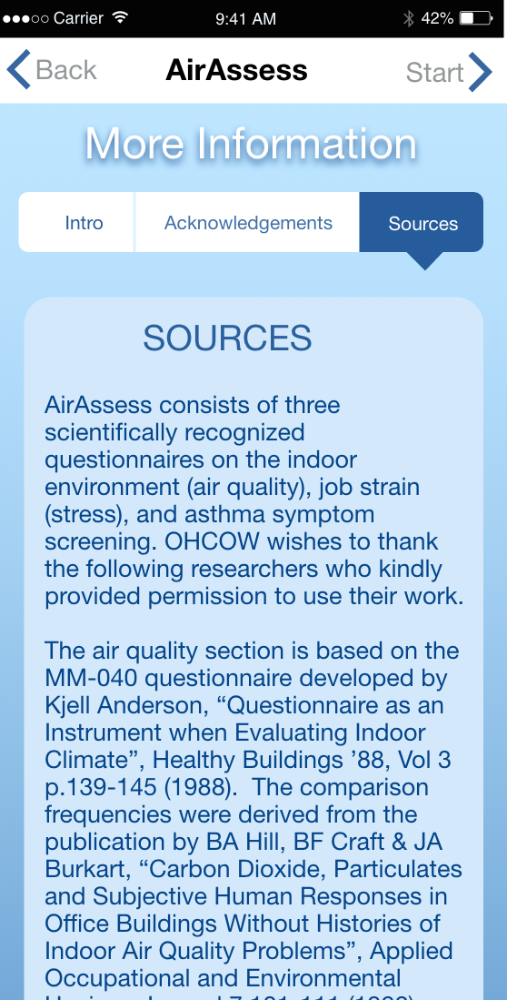 Carrier 9:41 AM 42%
Back AirAssess Start
More Information
Intro Acknowledgements Sources
SOURCES
AirAssess consists of three
scientifically recognized
questionnaires on the indoor
environment (air quality), job strain
(stress), and asthma symptom
screening. OHCOW wishes to thank
the following researchers who kindly
provided permission to use their work.
The air quality section is based on the
MM-040 questionnaire developed by
Kjell Anderson, “Questionnaire as an
Instrument when Evaluating Indoor
Climate”, Healthy Buildings ’88, Vol 3
p.139-145 (1988).  The comparison
frequencies were derived from the
publication by BA Hill, BF Craft & JA
Burkart, “Carbon Dioxide, Particulates
and Subjective Human Responses in
Office Buildings Without Histories of
Indoor Air Quality Problems”, Applied
Occupational and Environmental